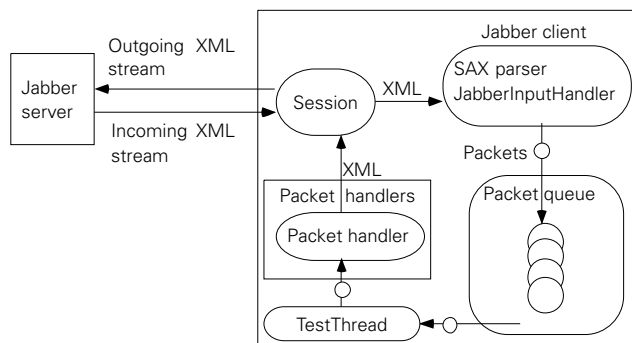 Jabber client
Outgoing XML
stream
Jabber
server
Incoming XML
stream
Session
XML
SAX parser
JabberInputHandler
Packets
XML
Packet handlers
Packet handler
Packet queue
TestThread